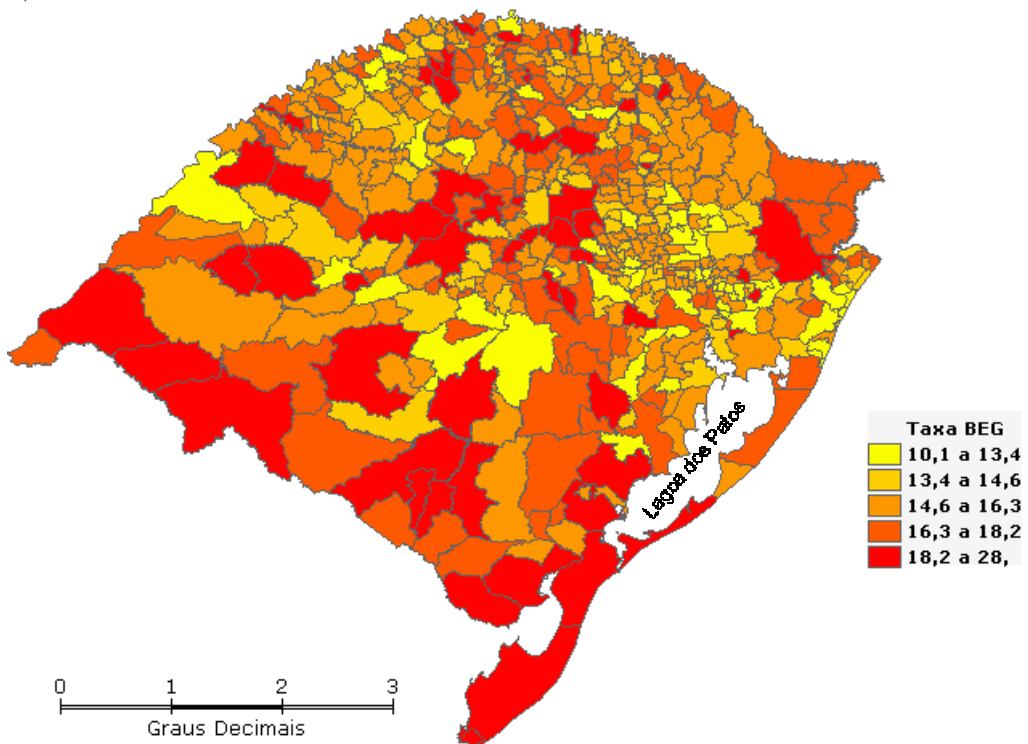 Lagoa dos Patos
Taxa BEG
10,1 a 13,4
13,4 a 14,6
14,6 a 16,3
16,3 a 18,2
18,2 a 28,
0 1 2 3
Graus Decimais